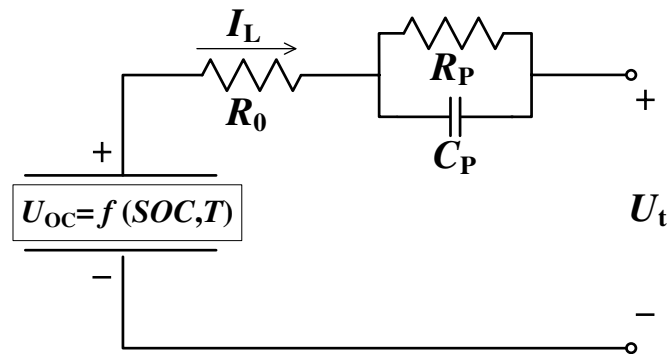 I_L
R_0
R_P
C_P
+
U_OC=f(SOC,T)
−
+
U_t
−